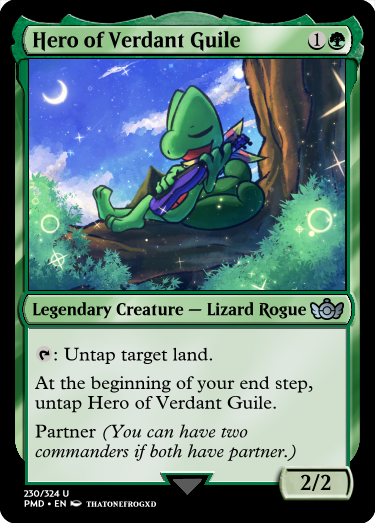 Hero of Verdant Guile 1
Legendary Creature — Lizard Rogue
: Untap target land.
At the beginning of your end step,
untap Hero of Verdant Guile.
Partner (You can have two
commanders if both have partner.)
2/2
230/324 U
PMD • EN THATONEFROGXD